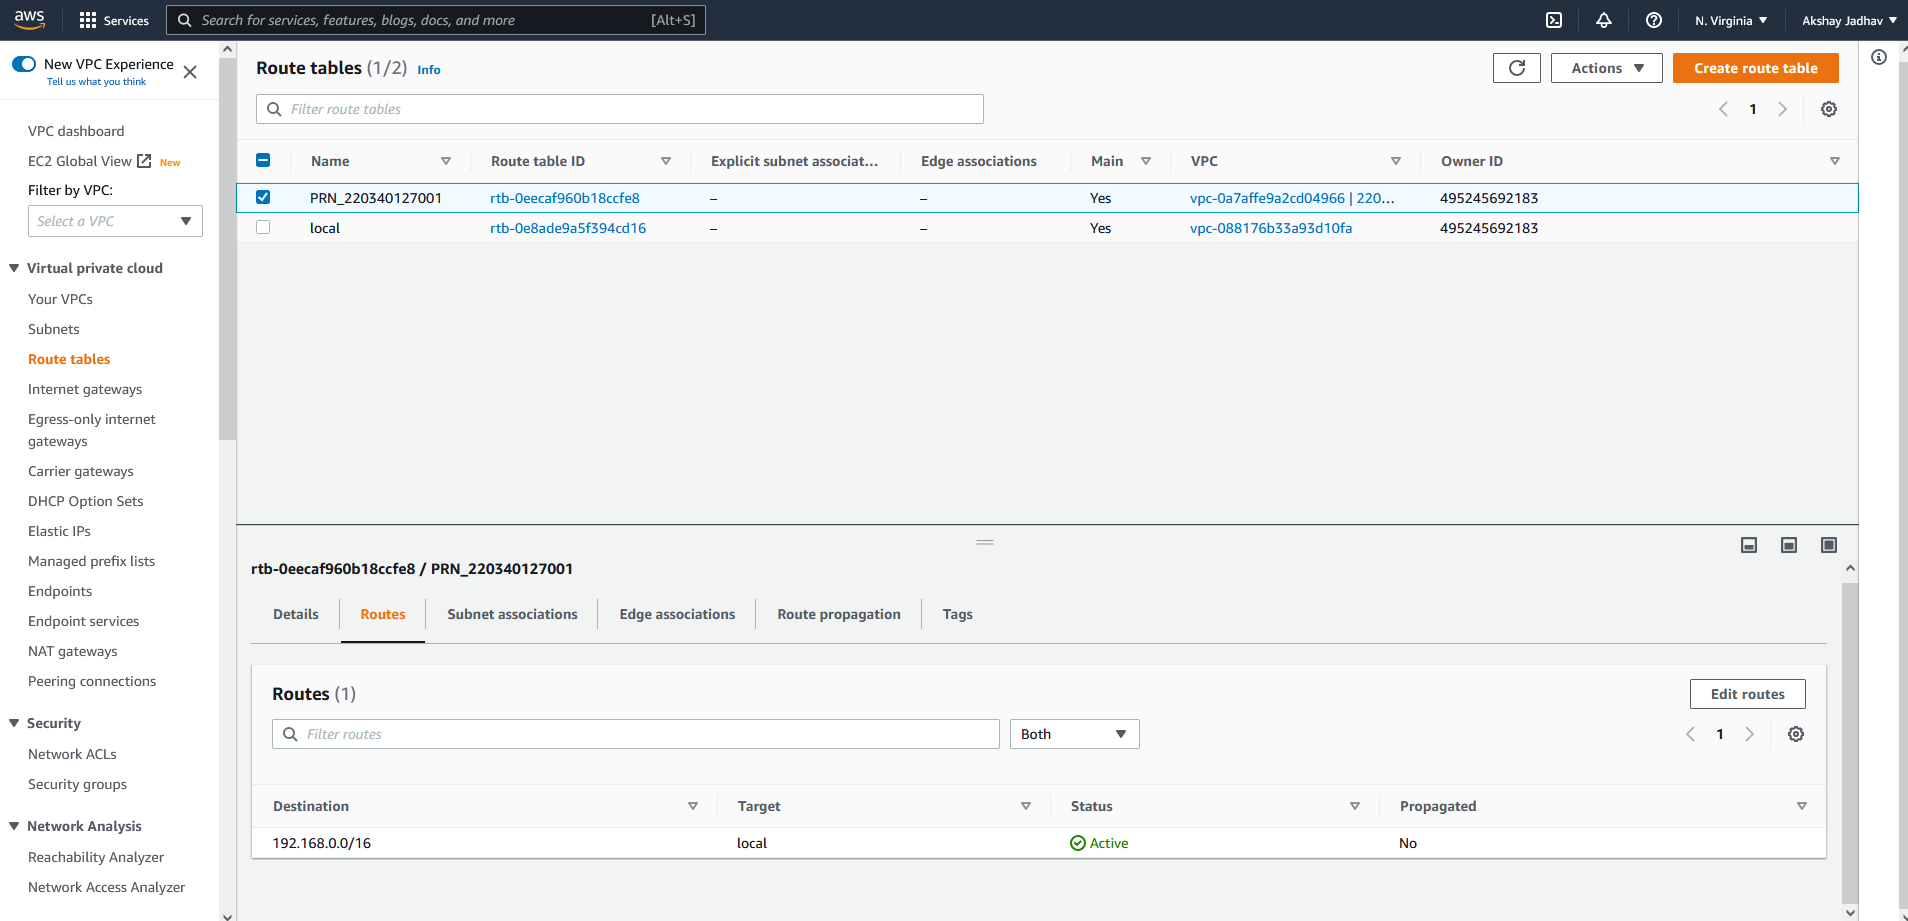 aws
Services
Search for services, features, blogs, docs, and more [Alt+S]
N. Virginia
Akshay Jadhav
New VPC Experience
Tell us what you think
VPC dashboard
EC2 Global View New
Filter by VPC:
Select a VPC
Virtual private cloud
Your VPCs
Subnets
Route tables
Internet gateways
Egress-only internet
gateways
Carrier gateways
DHCP Option Sets
Elastic IPs
Managed prefix lists
Endpoints
Endpoint services
NAT gateways
Peering connections
Security
Network ACLs
Security groups
Network Analysis
Reachability Analyzer
Network Access Analyzer
Route tables (1/2) Info
Actions
Create route table
Filter route tables
1
Name Route table ID Explicit subnet associat... Edge associations Main VPC Owner ID
PRN_220340127001 rtb-0eecaf960b18ccfe8 – – Yes vpc-0a7affe9a2cd04966 | 220... 495245692183
local rtb-0e8ade9a5f394cd16 – – Yes vpc-088176b33a93d10fa 495245692183
rtb-0eecaf960b18ccfe8 / PRN_220340127001
Details Routes Subnet associations Edge associations Route propagation Tags
Routes (1)
Edit routes
Filter routes
Both
1
Destination Target Status Propagated
192.168.0.0/16 local Active No